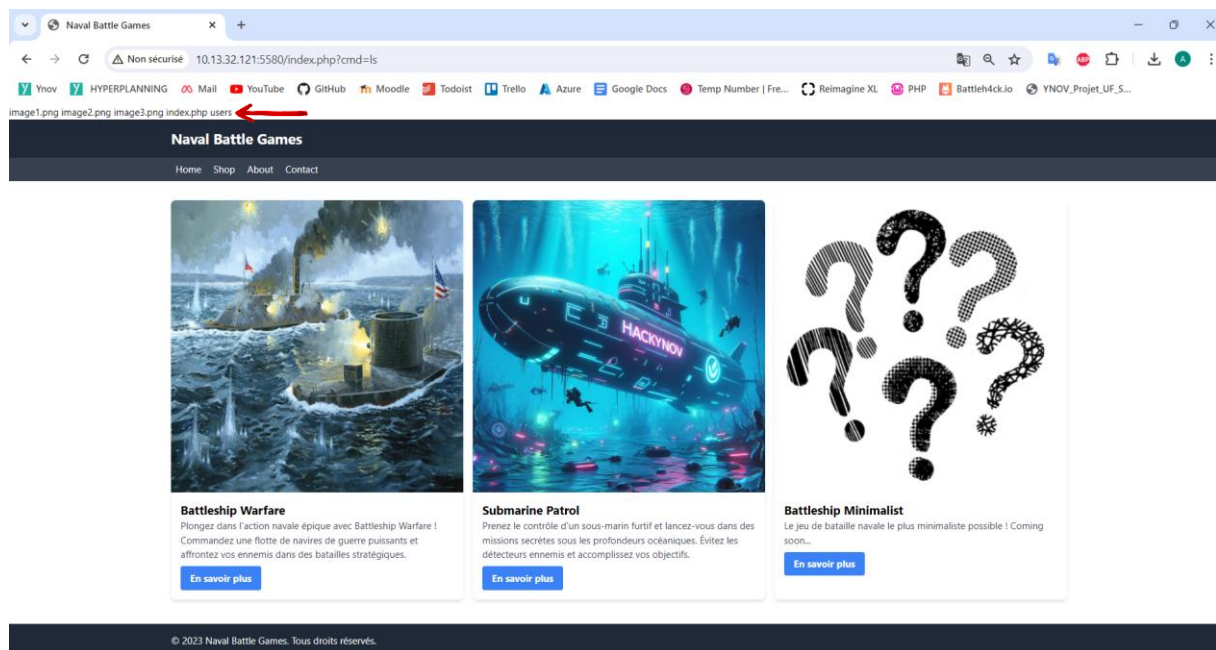 Naval Battle Games
Non sécurisé 10.13.32.121:5580/index.php?cmd=ls
Ynov HYPERPLANNING Mail YouTube GitHub Moodle Todoist Trello Azure Google Docs Temp Number | Fre... Reimagine XL PHP Battleh4ck.io YNOV_Projet_UF_S...
image1.png image2.png image3.png index.php users
Naval Battle Games
Home Shop About Contact
HACKYNOV
Battleship Warfare
Plongez dans l'action navale épique avec Battleship Warfare !
Commandez une flotte de navires de guerre puissants et
affrontez vos ennemis dans des batailles stratégiques.
En savoir plus
Submarine Patrol
Prenez le contrôle d'un sous-marin furtif et lancez-vous dans des
missions secrètes sous les profondeurs océaniques. Évitez les
détecteurs ennemis et accomplissez vos objectifs.
En savoir plus
Battleship Minimalist
Le jeu de bataille navale le plus minimaliste possible ! Coming
soon...
En savoir plus
© 2023 Naval Battle Games. Tous droits réservés.